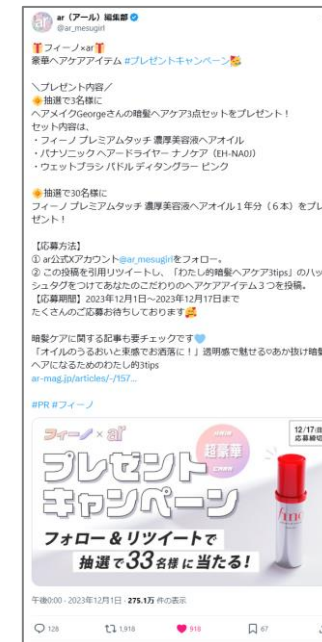 ar（アール）編集部
@ar_mesugirl
🎁フィーノ×ar🎁
豪華ヘアケアアイテム #プレゼントキャンペーン🥰
＼プレゼント内容／
🔸抽選で3名様に
ヘアメイクGeorgeさんの暗髪ヘアケア3点セットをプレゼント！
セット内容は、
・フィーノ プレミアムタッチ 濃厚美容液ヘアオイル
・パナソニック ヘアードライヤー ナノケア（EH-NA0J）
・ウェットブラシ パドル ディタングラー ピンク
🔸抽選で30名様に
フィーノ プレミアムタッチ 濃厚美容液ヘアオイル１年分（６本）をプレ
ゼント！
【応募方法】
① ar公式Xアカウント@ar_mesugirlをフォロー。
② この投稿を引用リツイートし、「わたし的暗髪ヘアケア3tips」のハッ
シュタグをつけてあなたのこだわりのヘアケアアイテム３つを投稿。
【応募期間】2023年12月1日～2023年12月17日まで
たくさんのご応募お待ちしております🥰
暗髪ケアに関する記事も要チェックです🩵
「オイルのうるおいと束感でお洒落に！」透明感で魅せる♡あか抜け暗髪
ヘアになるためのわたし的3tips
ar-mag.jp/articles/-/157...
#PR #フィーノ
フィーノ × ar
超豪華
12/17(日)
応募締切
プレゼント
キャンペーン
fino
フォロー＆リツイートで
抽選で33名様に当たる！
午後0:00 · 2023年12月1日 · 275.1万 件の表示
128
1,918
918
67